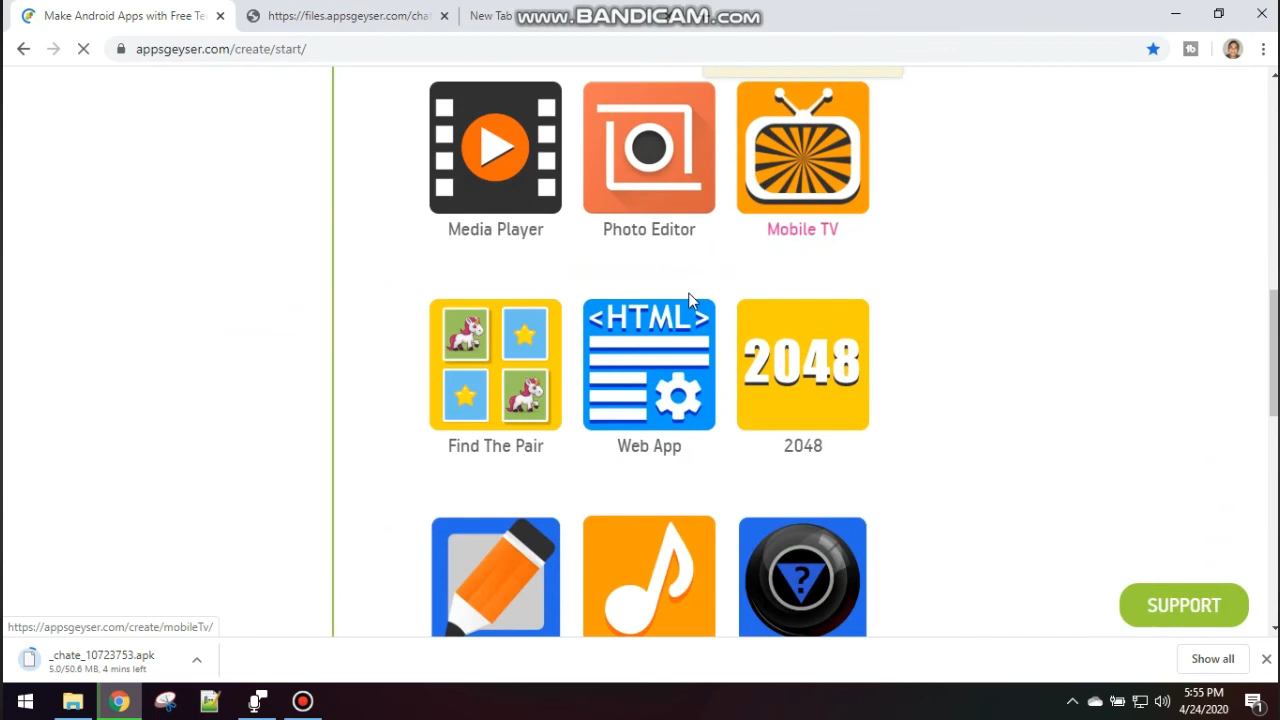 Make Android Apps with Free Te
https://files.appsgeyser.com/chat
New Tab
www.BANDICAM.com
appsgeyser.com/create/start/
Media Player
Photo Editor
Mobile TV
<HTML>
2048
Find The Pair
Web App
2048
?
SUPPORT
https://appsgeyser.com/create/mobileTv/
_chate_10723753.apk
5.0/50.6 MB, 4 mins left
Show all
5:55 PM
4/24/2020
1